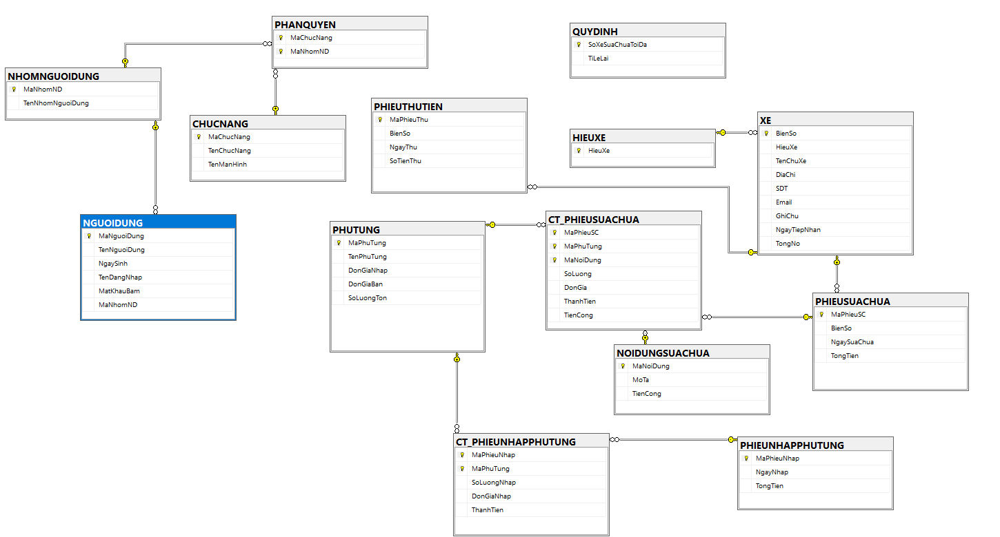 PHANQUYEN
MaChucNang
MaNhomND
QUYDINH
SoXeSuaChuaToiDa
TiLeLai
NHOMNGUOIDUNG
MaNhomND
TenNhomNguoiDung
CHUCNANG
MaChucNang
TenChucNang
TenManHinh
PHIEUTHUTIEN
MaPhieuThu
BienSo
NgayThu
SoTienThu
HIEUXE
HieuXe
XE
BienSo
HieuXe
TenChuXe
DiaChi
SDT
Email
GhiChu
NgayTiepNhan
TongNo
NGUOIDUNG
MaNguoiDung
TenNguoiDung
NgaySinh
TenDangNhap
MatKhauBam
MaNhomND
PHUTUNG
MaPhuTung
TenPhuTung
DonGiaNhap
DonGiaBan
SoLuongTon
CT_PHIEUSUACHUA
MaPhieuSC
MaPhuTung
MaNoiDung
SoLuong
DonGia
ThanhTien
TienCong
PHIEUSUACHUA
MaPhieuSC
BienSo
NgaySuaChua
TongTien
NOIDUNGSUACHUA
MaNoiDung
MoTa
TienCong
CT_PHIEUNHAPPHUTUNG
MaPhieuNhap
MaPhuTung
SoLuongNhap
DonGiaNhap
ThanhTien
PHIEUNHAPPHUTUNG
MaPhieuNhap
NgayNhap
TongTien